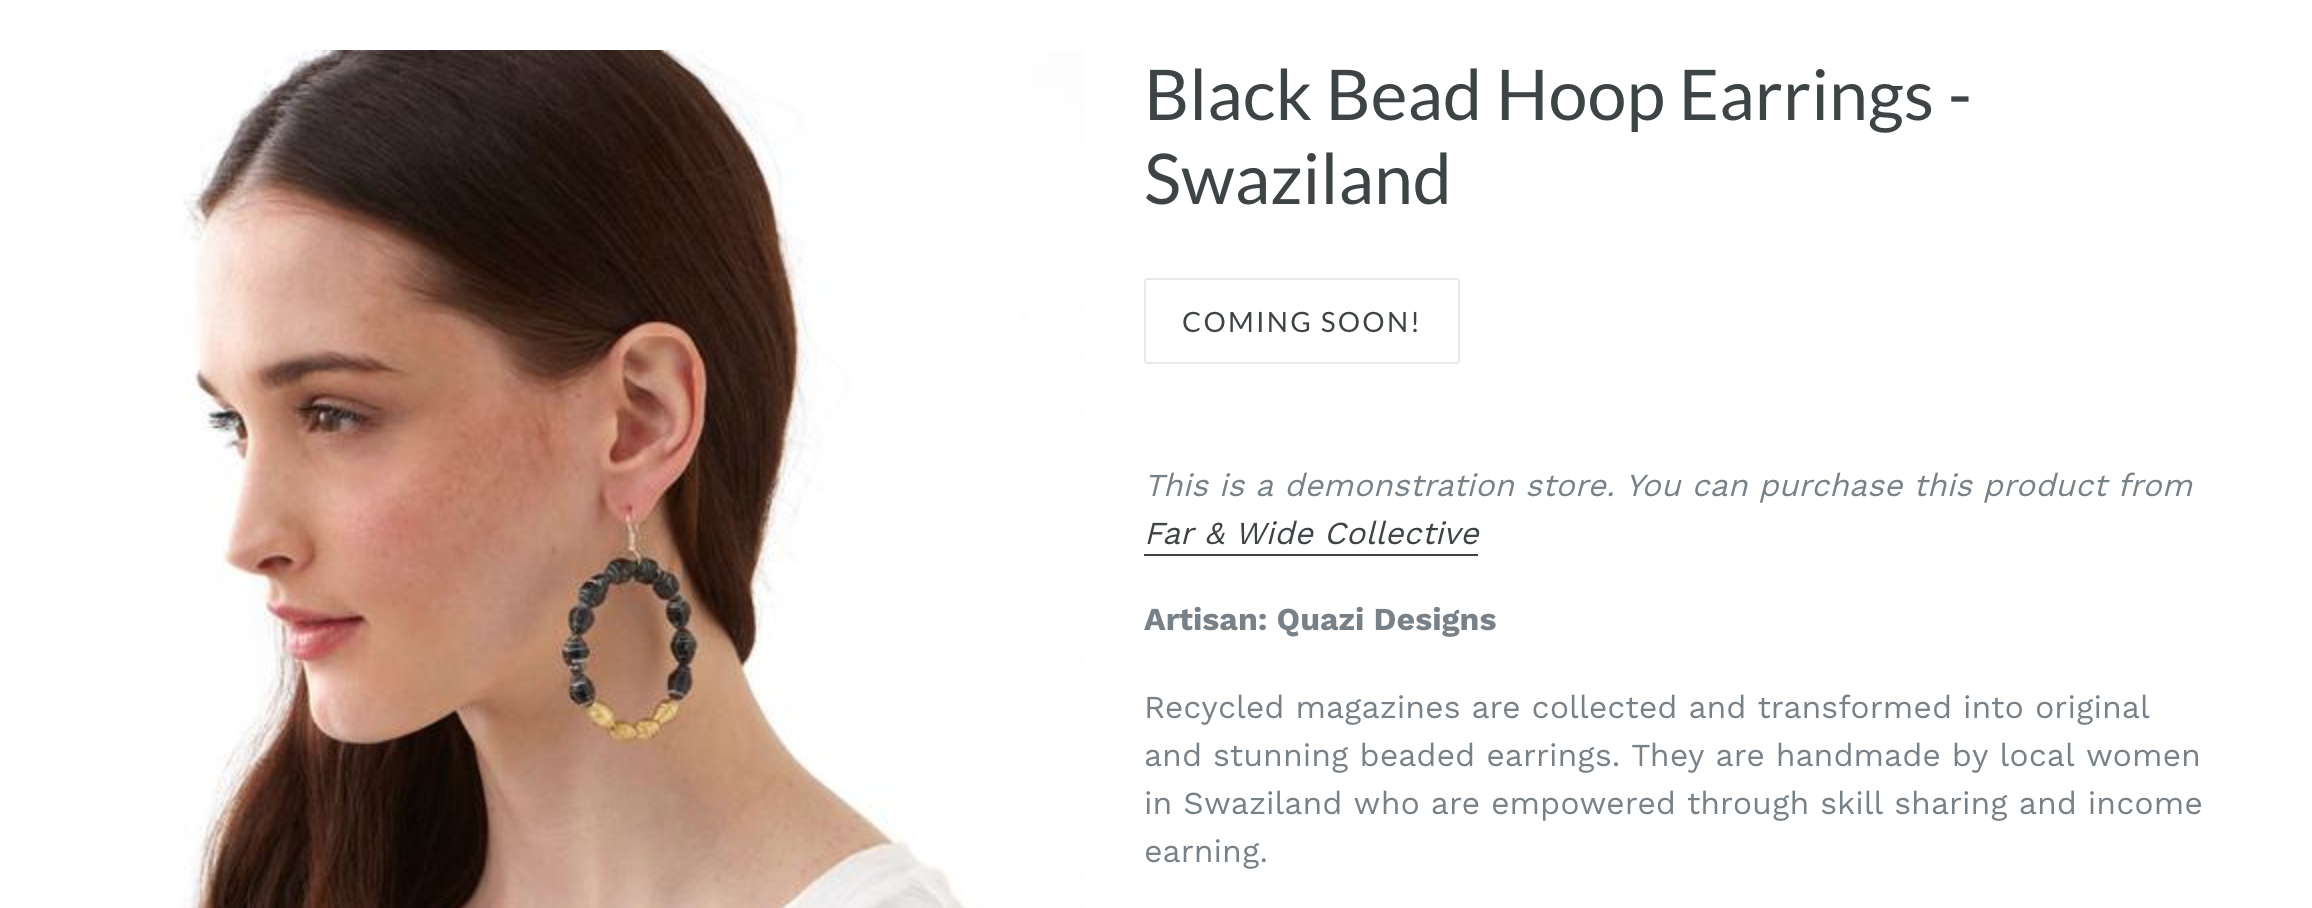 Black Bead Hoop Earrings -
Swaziland
COMING SOON!
This is a demonstration store. You can purchase this product from
Far & Wide Collective
Artisan: Quazi Designs
Recycled magazines are collected and transformed into original
and stunning beaded earrings. They are handmade by local women
in Swaziland who are empowered through skill sharing and income
earning.